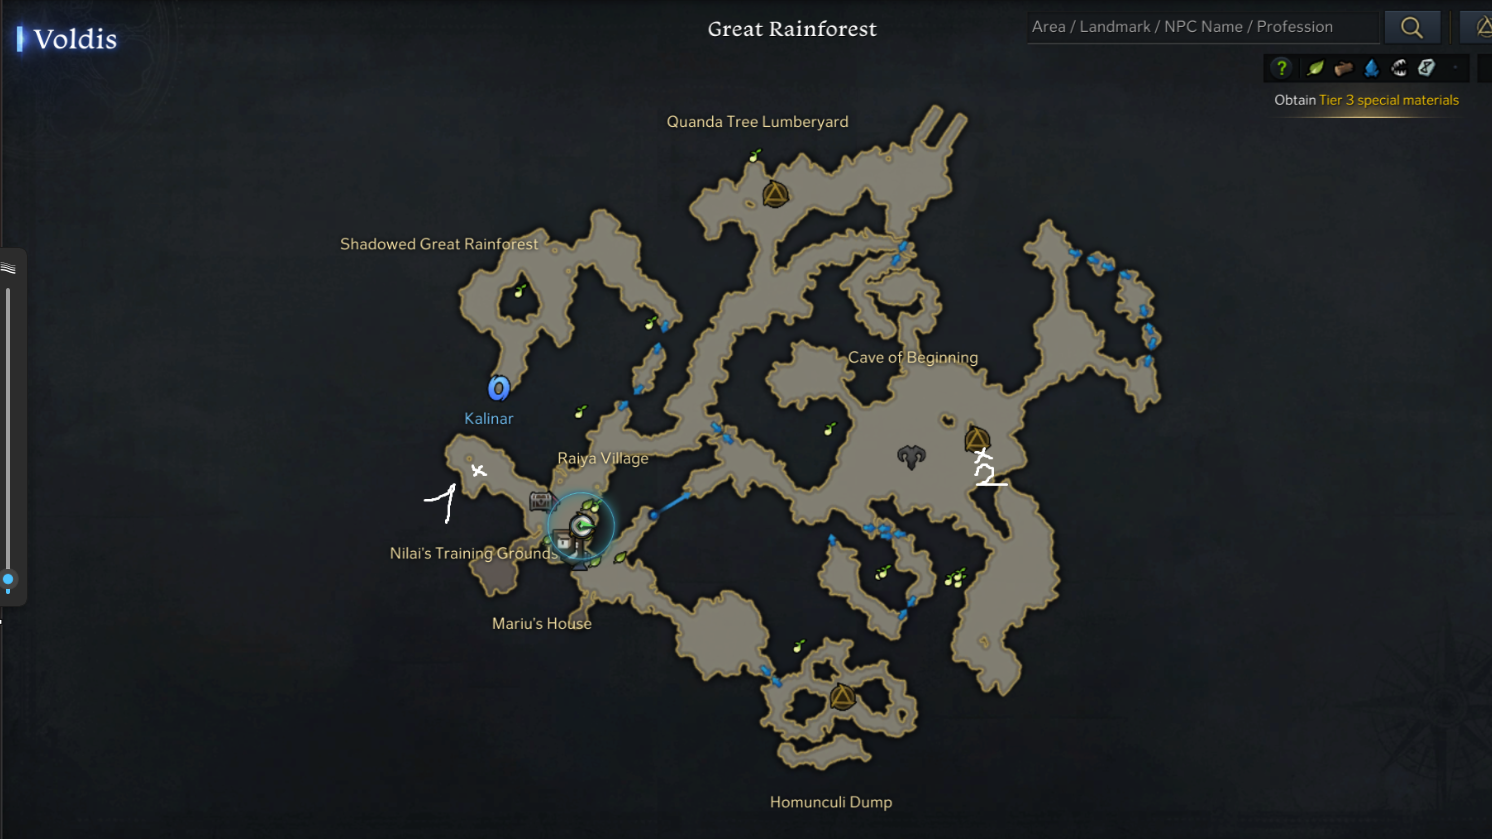 Voldis
Great Rainforest
Area / Landmark / NPC Name / Profession
?
Obtain Tier 3 special materials
Quanda Tree Lumberyard
Shadowed Great Rainforest
Cave of Beginning
Kalinar
Raiya Village
1
2
Nilai's Training Grounds
Mariu's House
Homunculi Dump